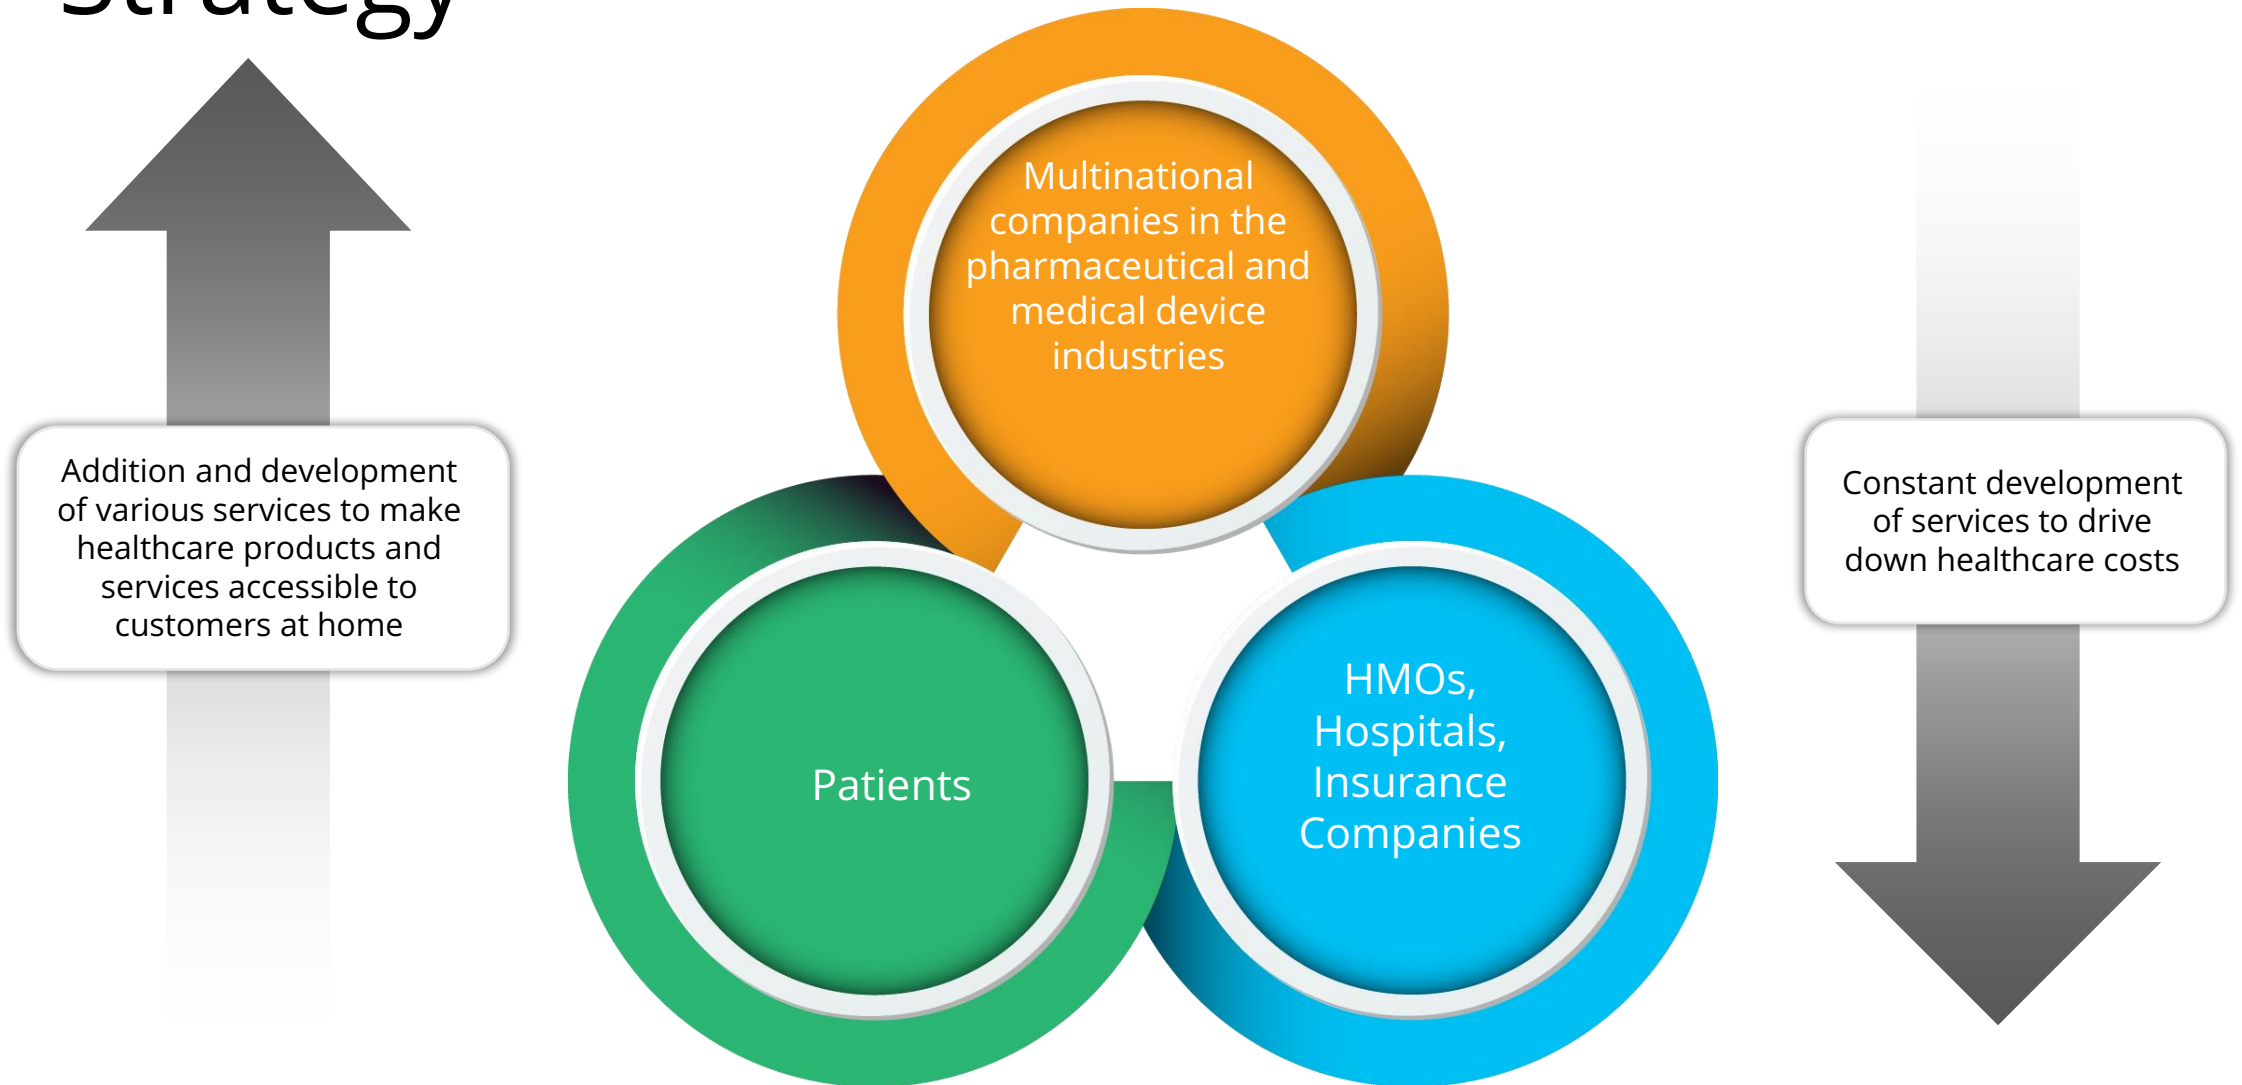 Strategy
Multinational
companies in the
pharmaceutical and
medical device
industries
Addition and development
of various services to make
healthcare products and
services accessible to
customers at home
Constant development
of services to drive
down healthcare costs
Patients
HMOs,
Hospitals,
Insurance
Companies